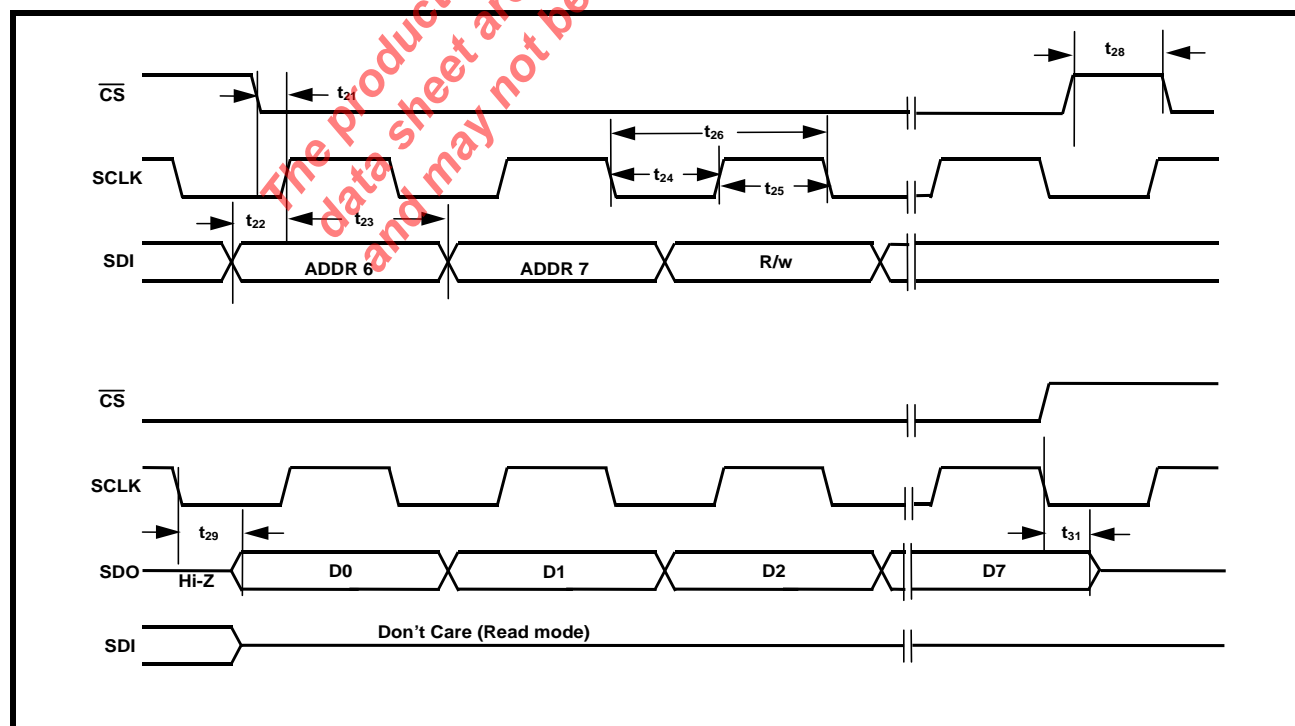 The product
data sheet are
and may not be
CS
t21
t28
SCLK
t26
t24
t25
SDI
t22
t23
ADDR 6
ADDR 7
R/w
CS
SCLK
t29
t31
SDO
Hi-Z
D0
D1
D2
D7
SDI
Don't Care (Read mode)